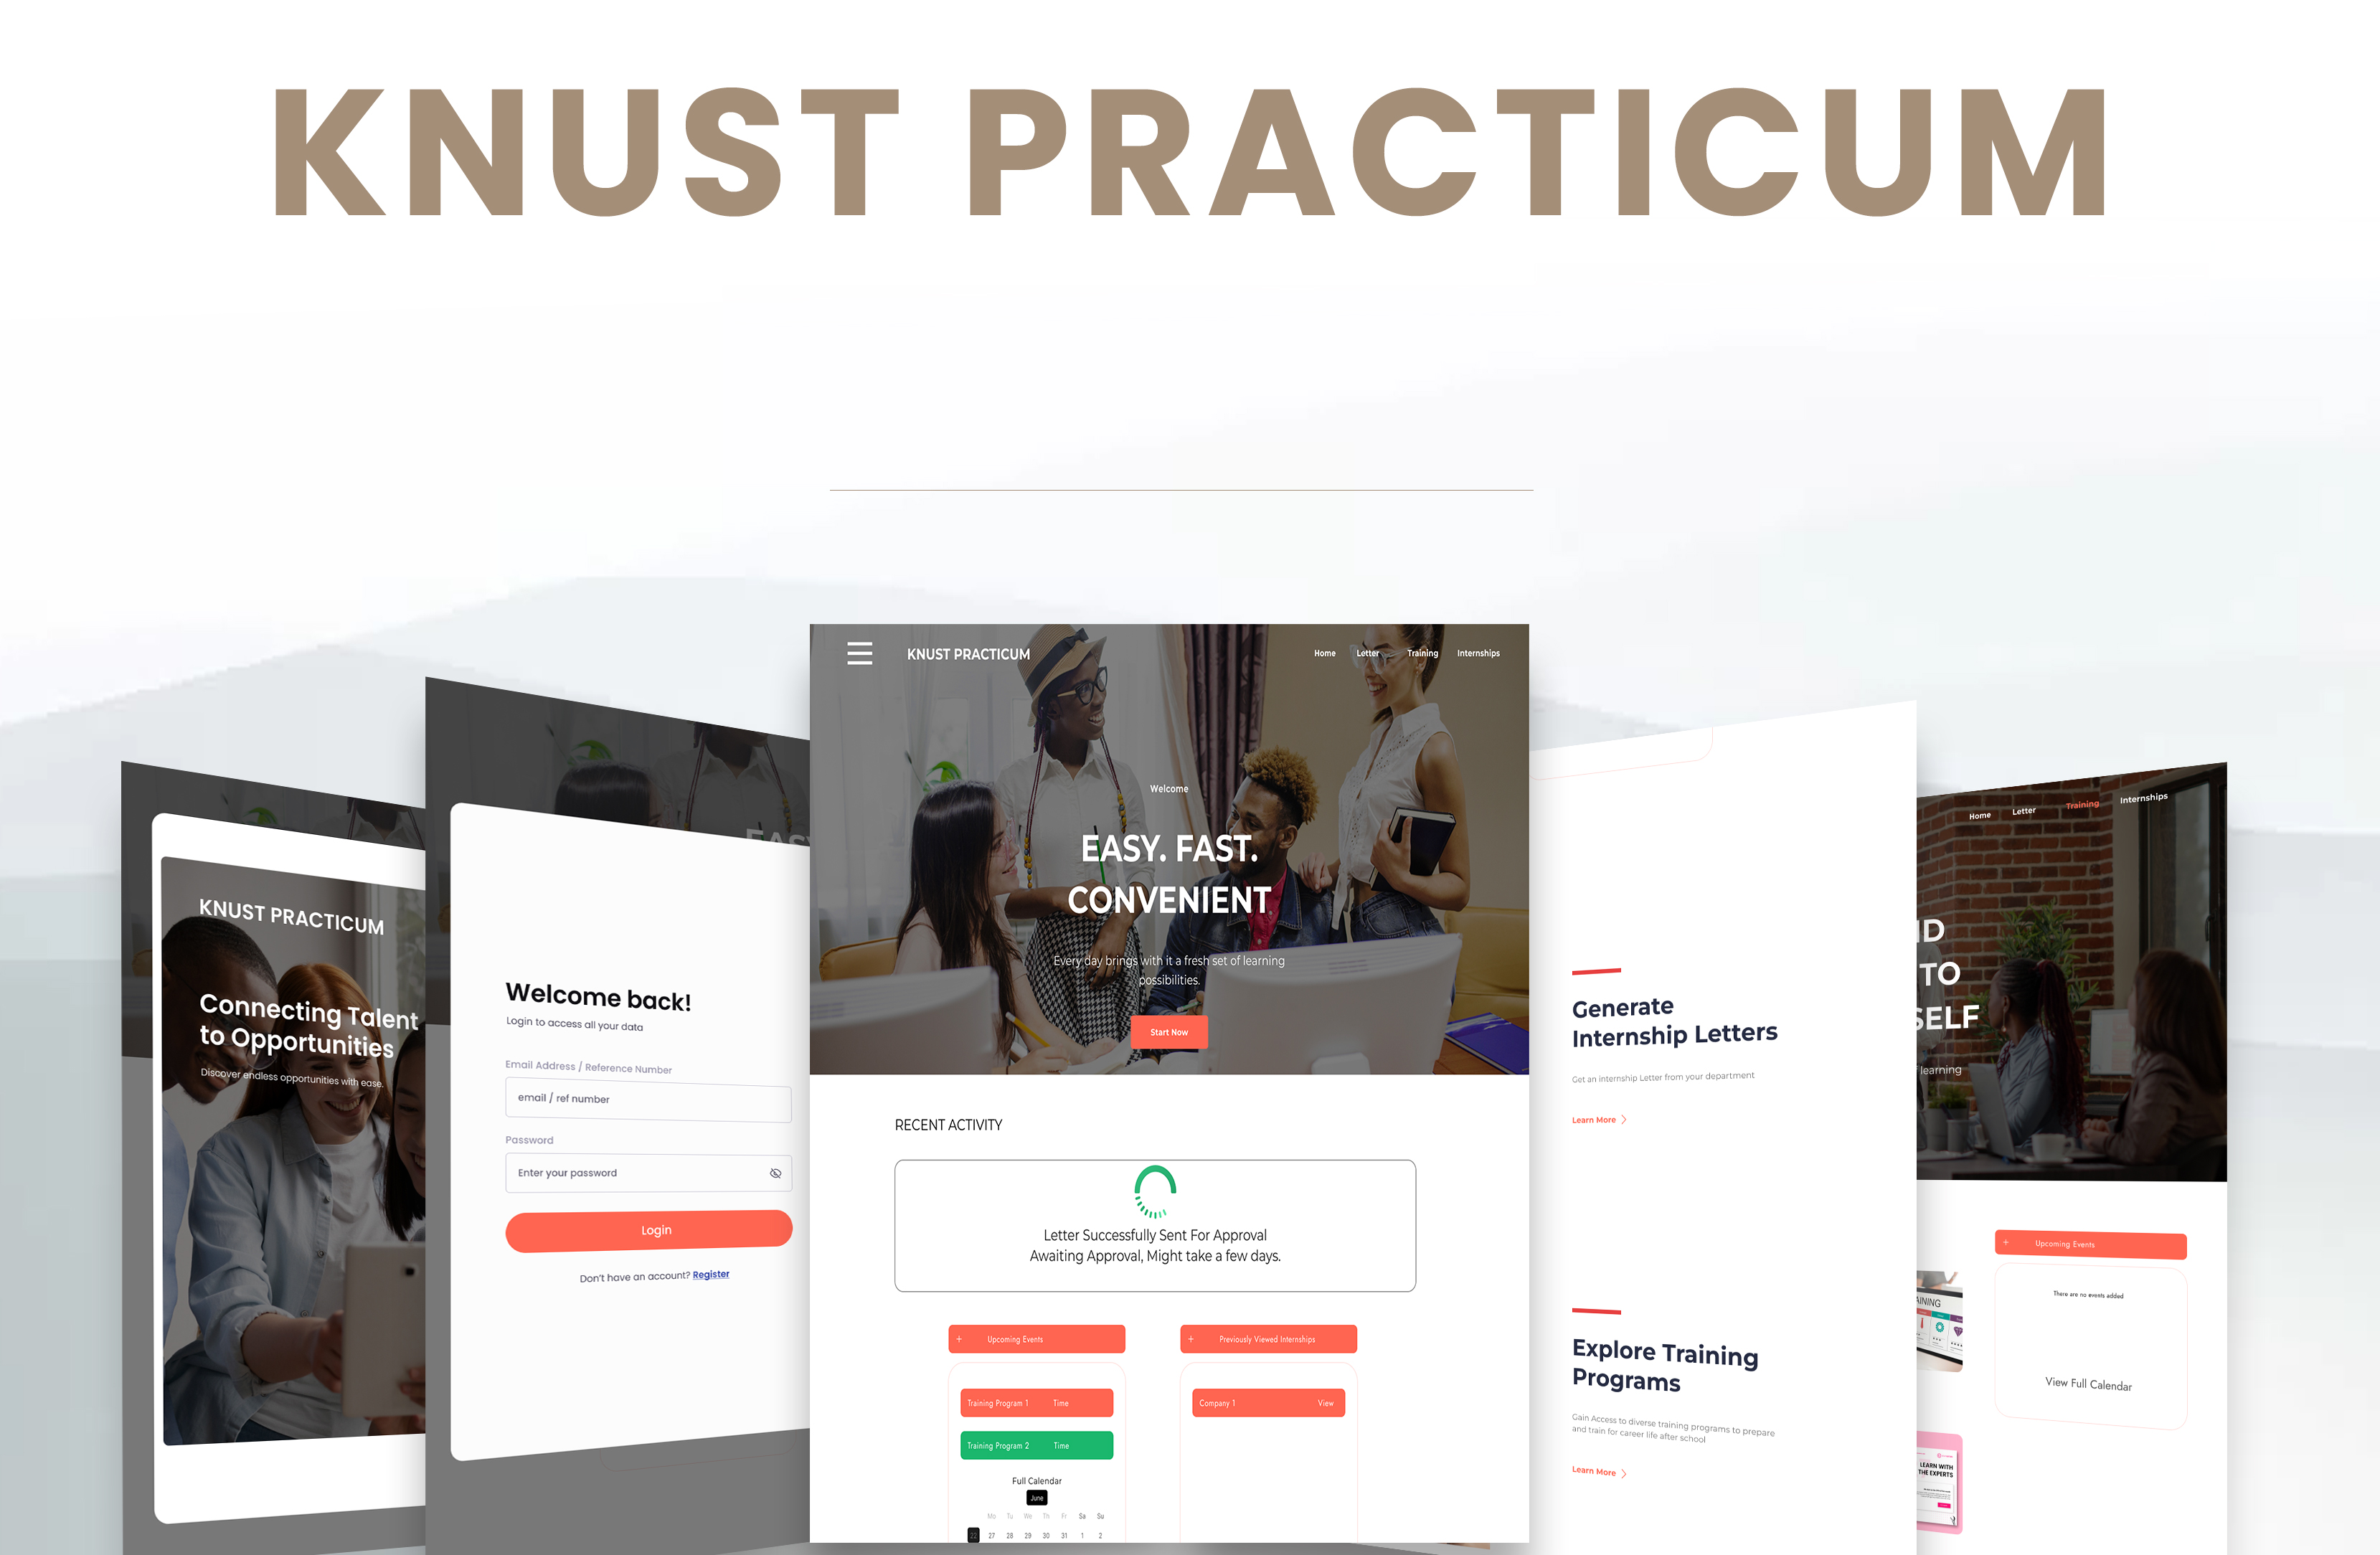 KNUST PRACTICUM
KNUST PRACTICUM
Connecting Talent
to Opportunities
Discover endless opportunities with ease.
Welcome back!
Login to access all your data
Email Address / Reference Number
email / ref number
Password
Enter your password
Login
Don't have an account? Register
KNUST PRACTICUM
Home Letter Training Internships
Welcome
EASY. FAST.
CONVENIENT
Every day brings with it a fresh set of learning
possibilities.
Start Now
RECENT ACTIVITY
Letter Successfully Sent For Approval
Awaiting Approval, Might take a few days.
+ Upcoming Events
Training Program 1 Time
Training Program 2 Time
Full Calendar
June
Mo Tu We Th Fr Sa Su
22 27 28 29 30 31 1 2
+ Previously Viewed Internships
Company 1 View
Generate
Internship Letters
Get an internship Letter from your department
Learn More
Explore Training
Programs
Gain Access to diverse training programs to prepare
and train for career life after school
Learn More
Home Letter Training Internships
TO
SELF
learning
+ Upcoming Events
There are no events added
View Full Calendar
LEARN WITH
THE EXPERTS